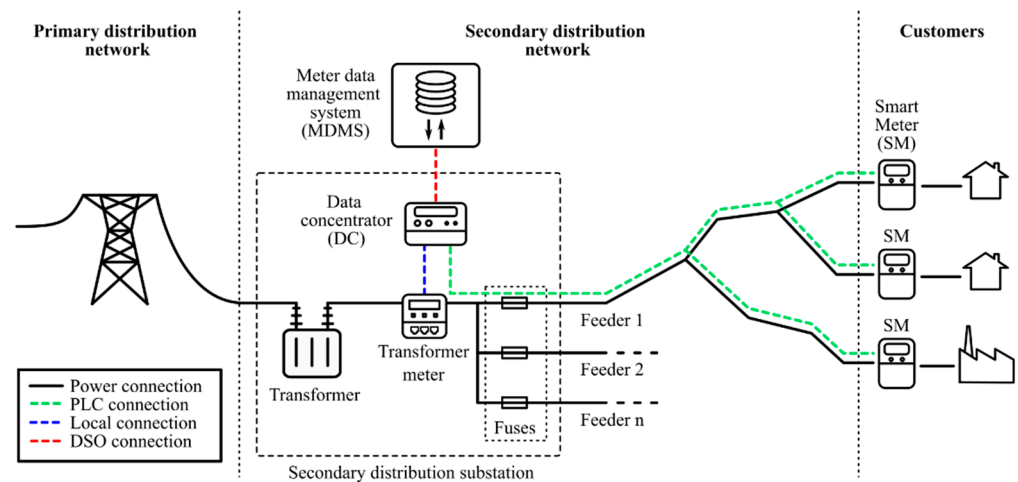 Primary distribution
network
Secondary distribution
network
Customers
Meter data
management
system
(MDMS)
Smart
Meter
(SM)
Data
concentrator
(DC)
SM
SM
Feeder 1
Transformer
meter
Feeder 2
Transformer
Feeder n
Fuses
Power connection
PLC connection
Local connection
DSO connection
Secondary distribution substation